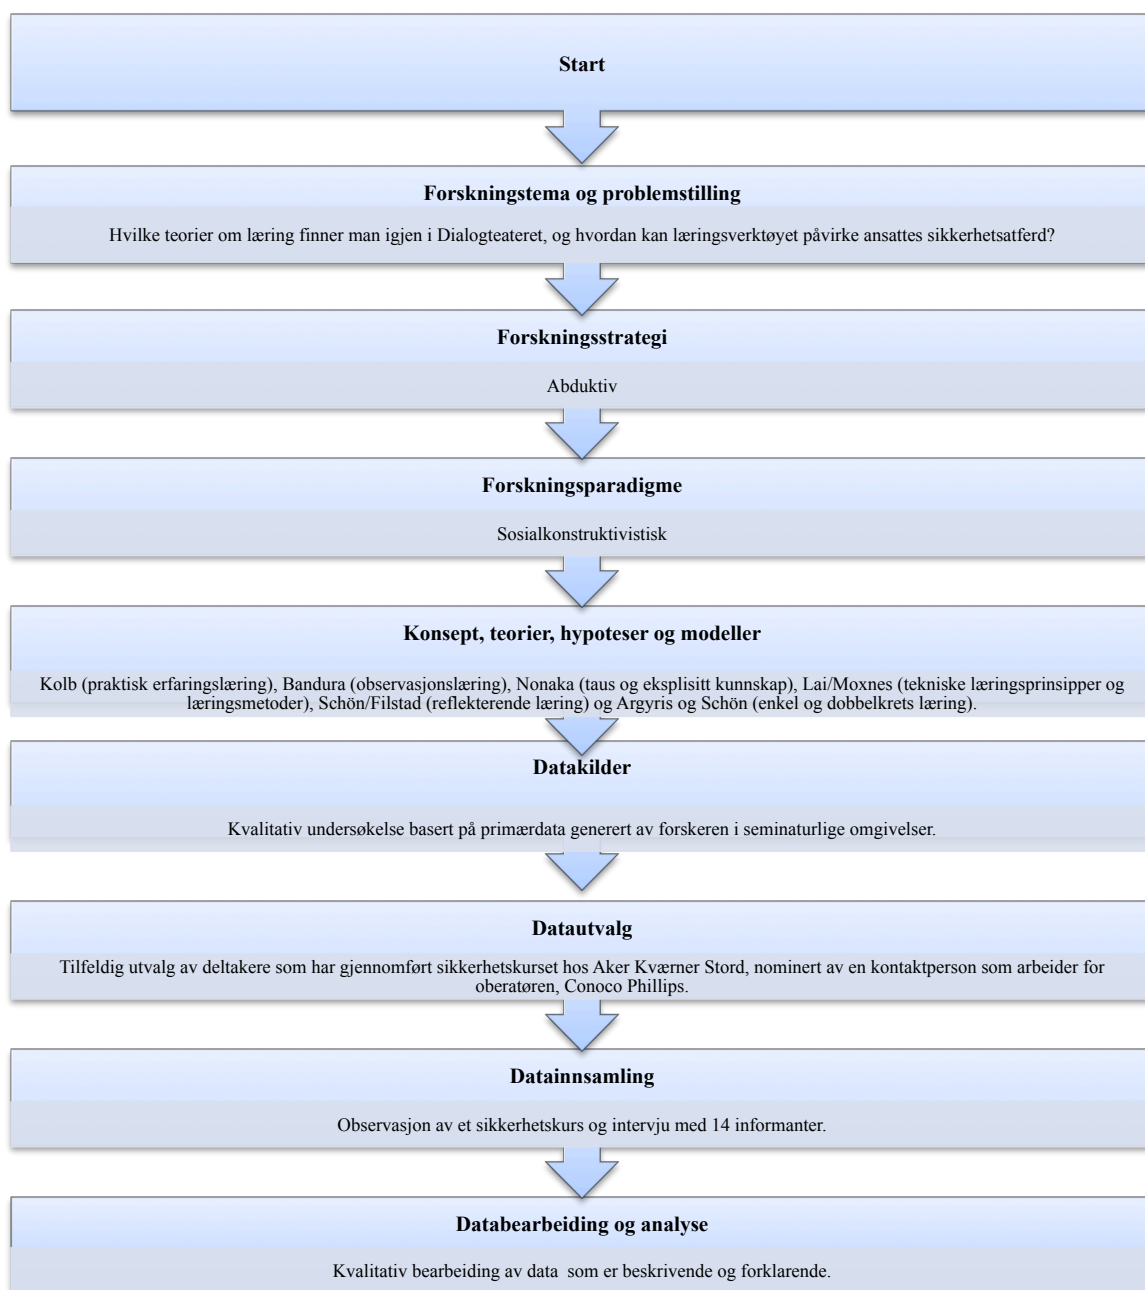 Start
Forskningstema og problemstilling
Hvilke teorier om læring finner man igjen i Dialogteateret, og hvordan kan læringsverktøyet påvirke ansattes sikkerhetsatferd?
Forskningsstrategi
Abduktiv
Forskningsparadigme
Sosialkonstruktivistisk
Konsept, teorier, hypoteser og modeller
Kolb (praktisk erfaringslæring), Bandura (observasjonslæring), Nonaka (taus og eksplisitt kunnskap), Lai/Moxnes (tekniske læringsprinsipper og
læringsmetoder), Schön/Filstad (reflekterende læring) og Argyris og Schön (enkel og dobbelkrets læring).
Datakilder
Kvalitativ undersøkelse basert på primærdata generert av forskeren i seminaturlige omgivelser.
Datautvalg
Tilfeldig utvalg av deltakere som har gjennomført sikkerhetskurset hos Aker Kværner Stord, nominert av en kontaktperson som arbeider for
oberatøren, Conoco Phillips.
Datainnsamling
Observasjon av et sikkerhetskurs og intervju med 14 informanter.
Databearbeiding og analyse
Kvalitativ bearbeiding av data som er beskrivende og forklarende.